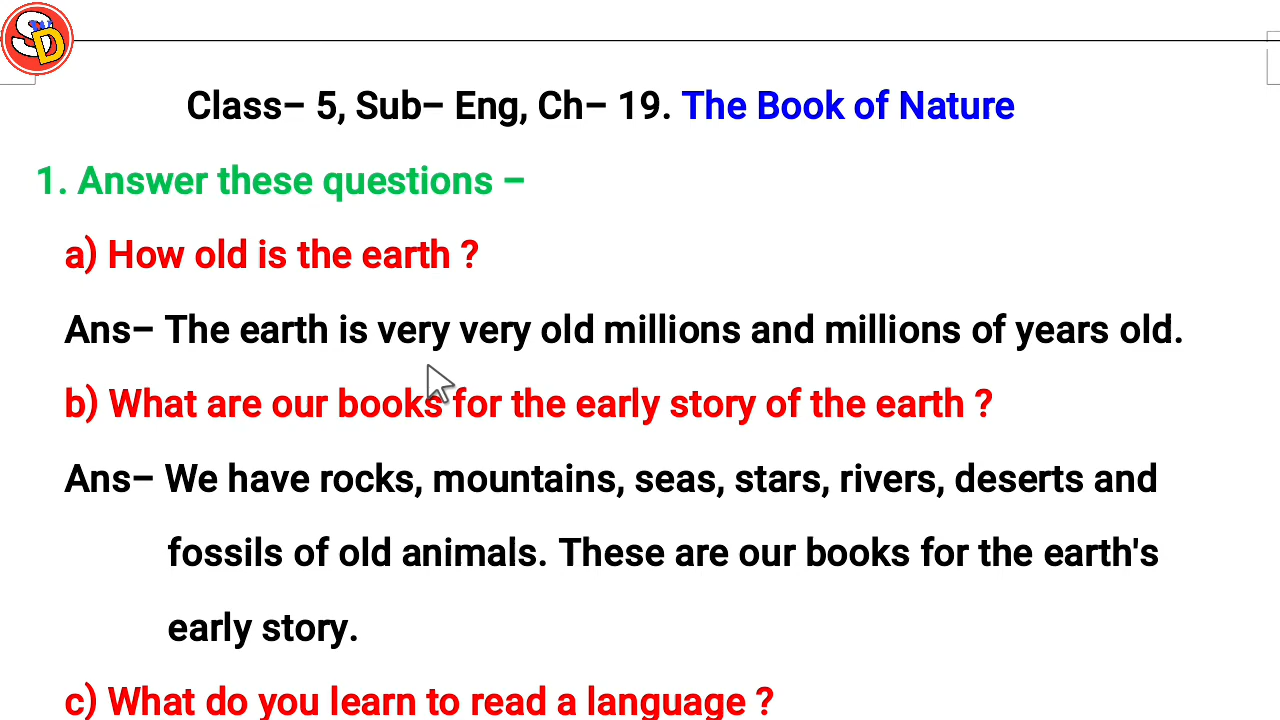 SD
Class– 5, Sub– Eng, Ch– 19. The Book of Nature
1. Answer these questions –
a) How old is the earth ?
Ans– The earth is very very old millions and millions of years old.
b) What are our books for the early story of the earth ?
Ans– We have rocks, mountains, seas, stars, rivers, deserts and
fossils of old animals. These are our books for the earth's
early story.
c) What do you learn to read a language ?